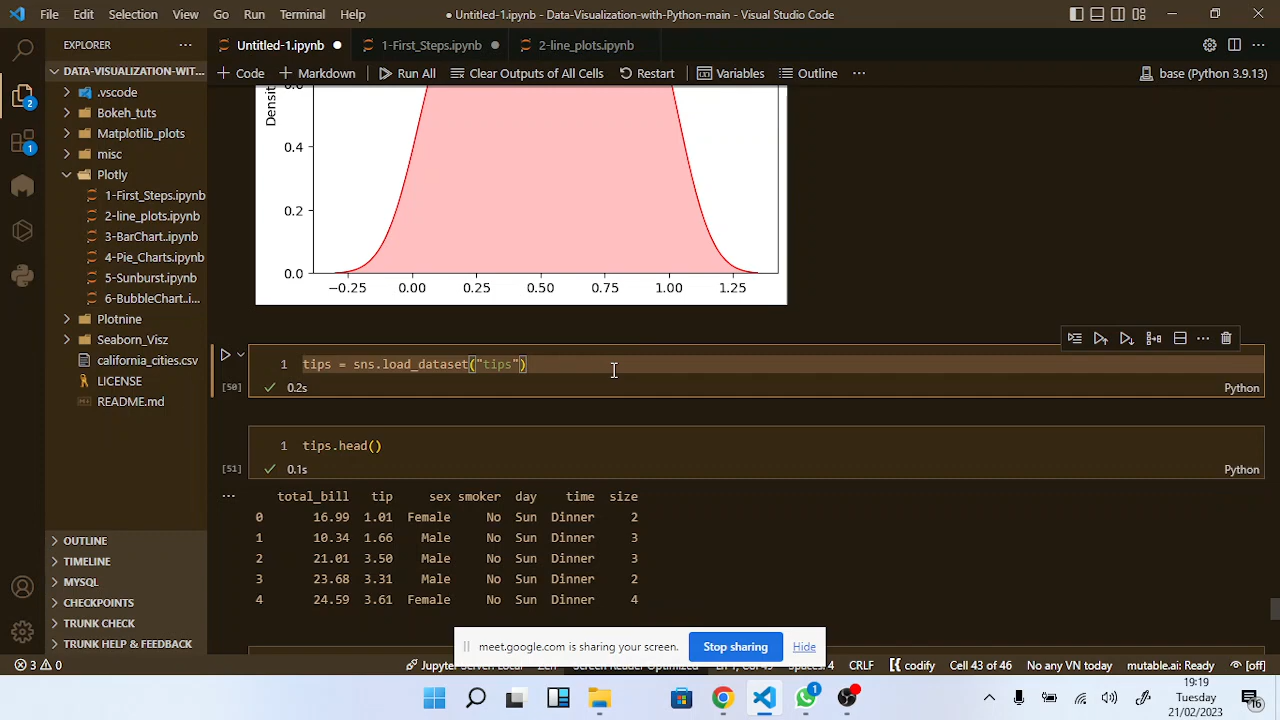 File Edit Selection View Go Run Terminal Help
● Untitled-1.ipynb - Data-Visualization-with-Python-main - Visual Studio Code
EXPLORER
Untitled-1.ipynb
1-First_Steps.ipynb
2-line_plots.ipynb
DATA-VISUALIZATION-WIT...
Code
Markdown
Run All
Clear Outputs of All Cells
Restart
Variables
Outline
base (Python 3.9.13)
.vscode
Bokeh_tuts
Matplotlib_plots
misc
Plotly
1-First_Steps.ipynb
2-line_plots.ipynb
3-BarChart..ipynb
4-Pie_Charts.ipynb
5-Sunburst.ipynb
6-BubbleChart..i...
Plotnine
Seaborn_Visz
california_cities.csv
LICENSE
README.md
OUTLINE
TIMELINE
MYSQL
CHECKPOINTS
TRUNK CHECK
TRUNK HELP & FEEDBACK
2
1
Densit
0.6
0.4
0.2
0.0
−0.25 0.00 0.25 0.50 0.75 1.00 1.25
1 tips = sns.load_dataset("tips")
[50] 0.2s Python
1 tips.head()
[51] 0.1s Python
total_bill tip sex smoker day time size
0 16.99 1.01 Female No Sun Dinner 2
1 10.34 1.66 Male No Sun Dinner 3
2 21.01 3.50 Male No Sun Dinner 3
3 23.68 3.31 Male No Sun Dinner 2
4 24.59 3.61 Female No Sun Dinner 4
meet.google.com is sharing your screen. Stop sharing Hide
3 0 Jupyter Server: Local Zen Screen Reader Optimized CRLF codify Cell 43 of 46 No any VN today mutable.ai: Ready (off)
1
19:19
Tuesday
21/02/2023
16